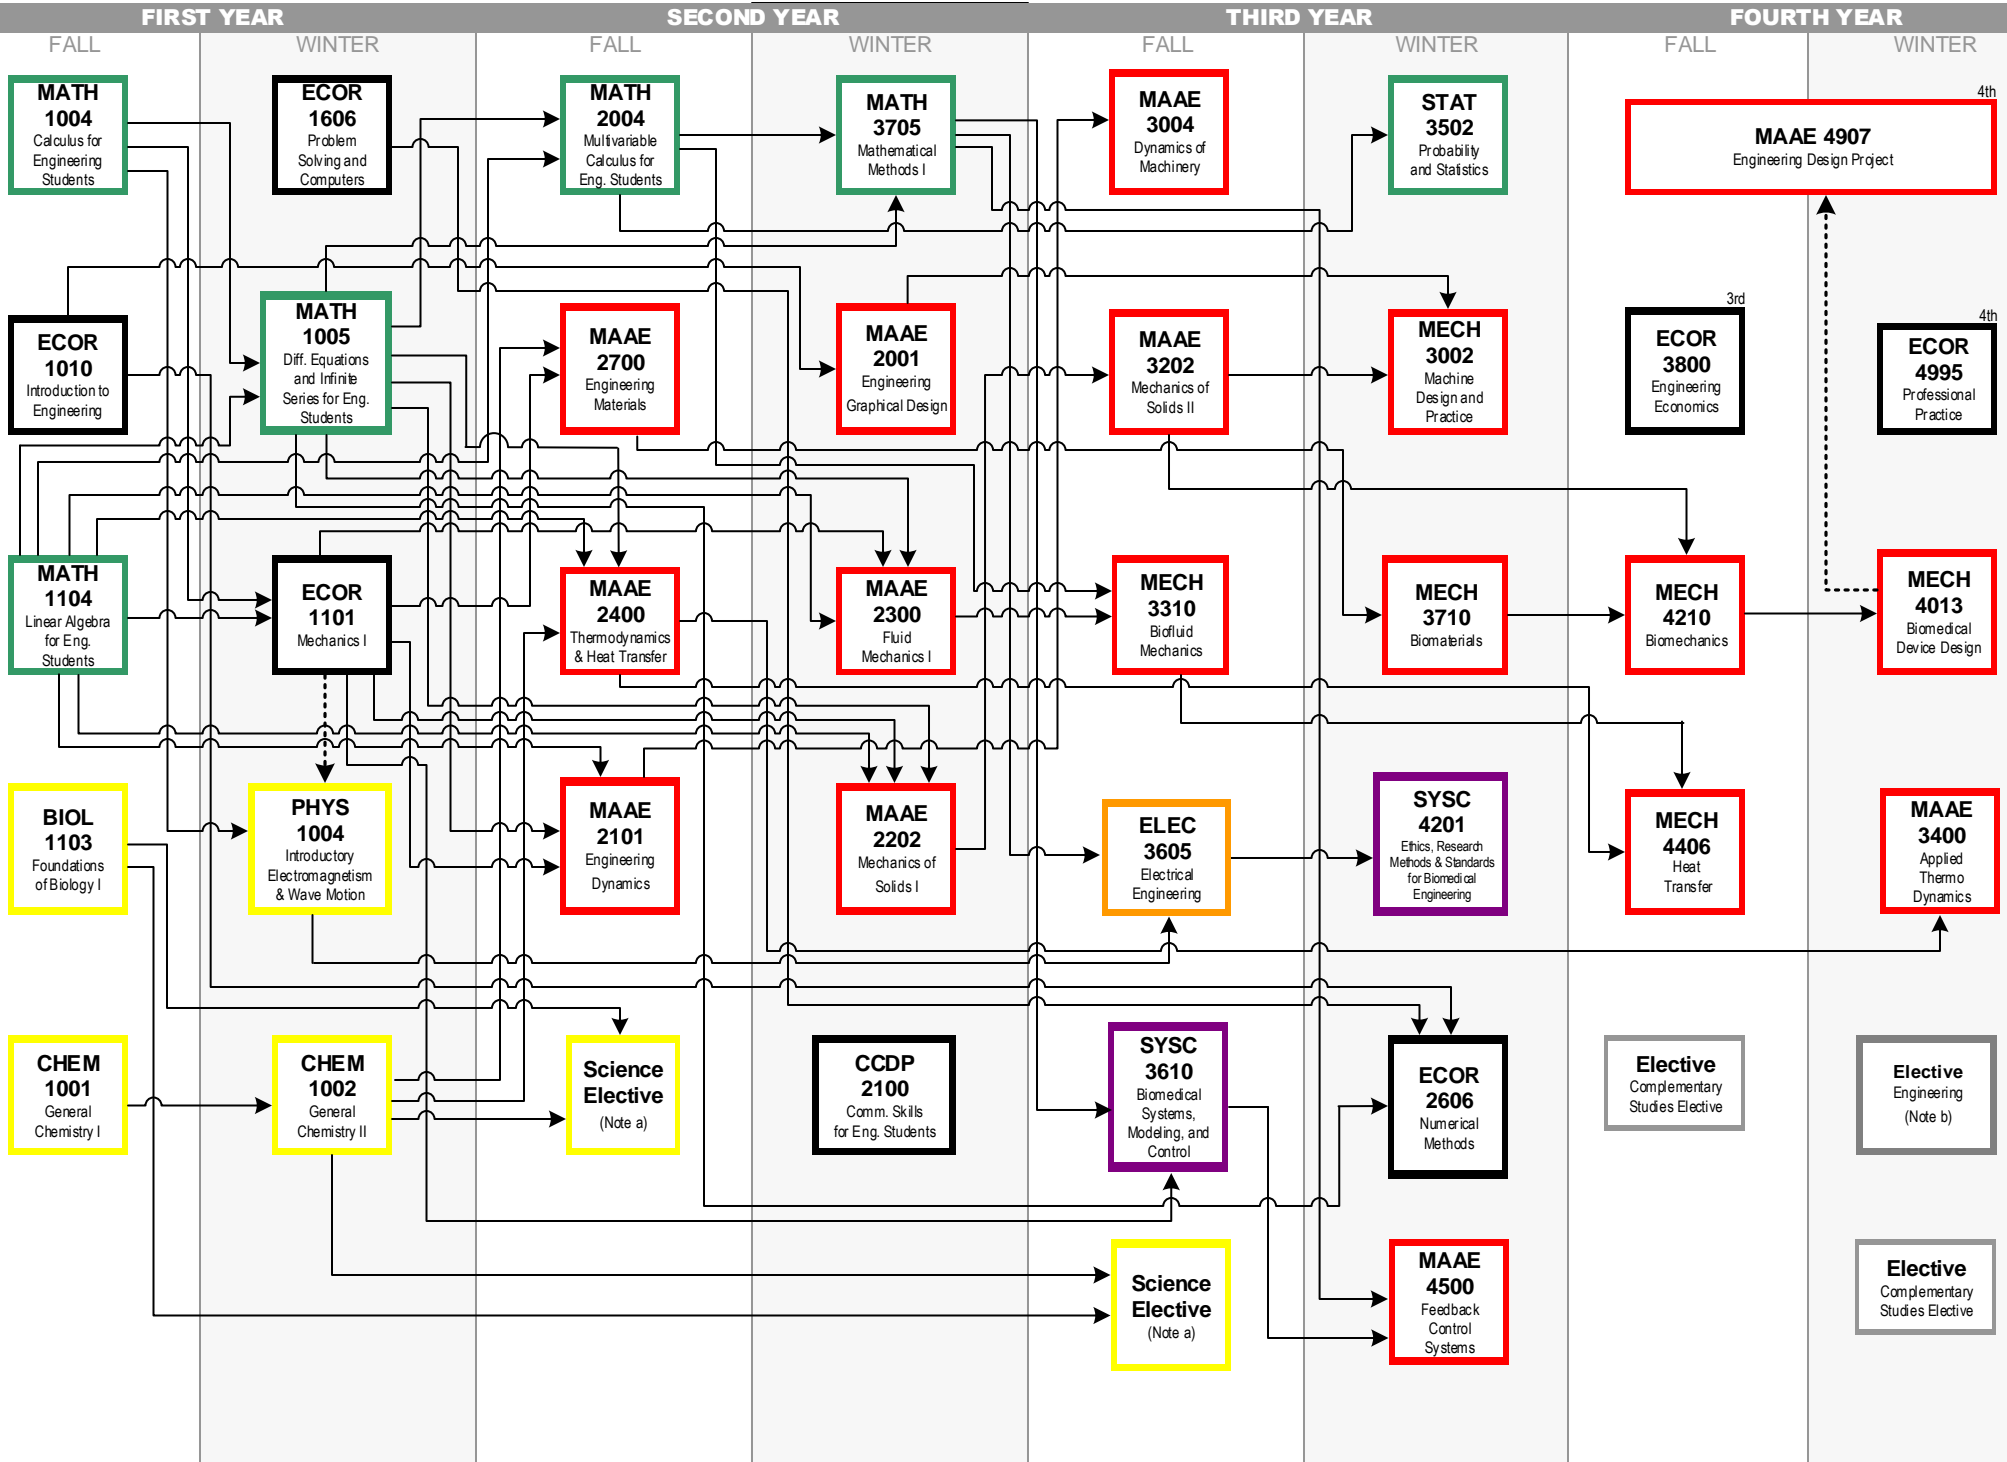 FIRST YEAR
SECOND YEAR
THIRD YEAR
FOURTH YEAR
FALL
WINTER
FALL
WINTER
FALL
WINTER
FALL
WINTER
MATH
1004
Calculus for
Engineering
Students
ECOR
1606
Problem
Solving and
Computers
MATH
2004
Multivariable
Calculus for
Eng. Students
MATH
3705
Mathematical
Methods I
MAAE
3004
Dynamics of
Machinery
STAT
3502
Probability
and Statistics
4th
MAAE 4907
Engineering Design Project
ECOR
1010
Introduction to
Engineering
MATH
1005
Diff. Equations
and Infinite
Series for Eng.
Students
MAAE
2700
Engineering
Materials
MAAE
2001
Engineering
Graphical Design
MAAE
3202
Mechanics of
Solids II
MECH
3002
Machine
Design and
Practice
3rd
ECOR
3800
Engineering
Economics
4th
ECOR
4995
Professional
Practice
MATH
1104
Linear Algebra
for Eng.
Students
ECOR
1101
Mechanics I
MAAE
2400
Thermodynamics
& Heat Transfer
MAAE
2300
Fluid
Mechanics I
MECH
3310
Biofluid
Mechanics
MECH
3710
Biomaterials
MECH
4210
Biomechanics
MECH
4013
Biomedical
Device Design
BIOL
1103
Foundations
of Biology I
PHYS
1004
Introductory
Electromagnetism
& Wave Motion
MAAE
2101
Engineering
Dynamics
MAAE
2202
Mechanics of
Solids I
ELEC
3605
Electrical
Engineering
SYSC
4201
Ethics, Research
Methods & Standards
for Biomedical
Engineering
MECH
4406
Heat
Transfer
MAAE
3400
Applied
Thermo
Dynamics
CHEM
1001
General
Chemistry I
CHEM
1002
General
Chemistry II
Science
Elective
(Note a)
CCDP
2100
Comm. Skills
for Eng. Students
SYSC
3610
Biomedical
Systems,
Modeling, and
Control
ECOR
2606
Numerical
Methods
Elective
Complementary
Studies Elective
Elective
Engineering
(Note b)
Science
Elective
(Note a)
MAAE
4500
Feedback
Control
Systems
Elective
Complementary
Studies Elective